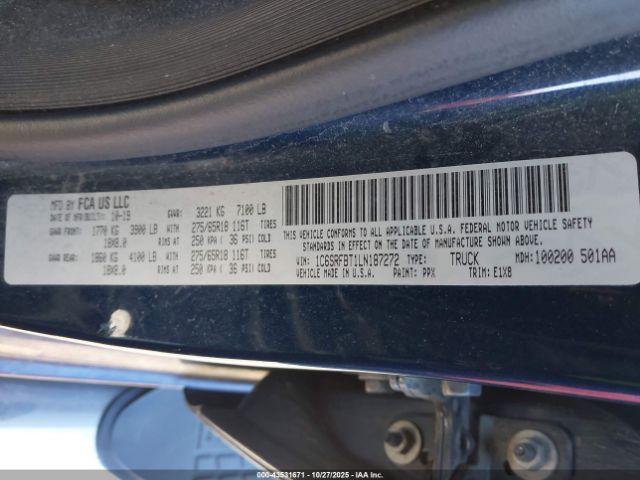 MFD BY FCA US LLC
DATE OF MFR/BUILT: 10-19 GVWR: 3221 KG 7100 LB
GAWR FRONT: 1770 KG 3900 LB WITH 275/65R18 116T TIRES
18X8.0 RIMS AT 250 KPA ( 36 PSI) COLD
GAWR REAR: 1860 KG 4100 LB WITH 275/65R18 116T TIRES
18X8.0 RIMS AT 250 KPA ( 36 PSI) COLD
THIS VEHICLE CONFORMS TO ALL APPLICABLE U.S.A. FEDERAL MOTOR VEHICLE SAFETY
STANDARDS IN EFFECT ON THE DATE OF MANUFACTURE SHOWN ABOVE.
VIN: 1C6SRFBT1LN187272 TYPE: TRUCK MDH: 100200 501AA
VEHICLE MADE IN U.S.A. PAINT: PPX TRIM: E1X8
© - 43531671 - 10/27/2025 - IAA, Inc.